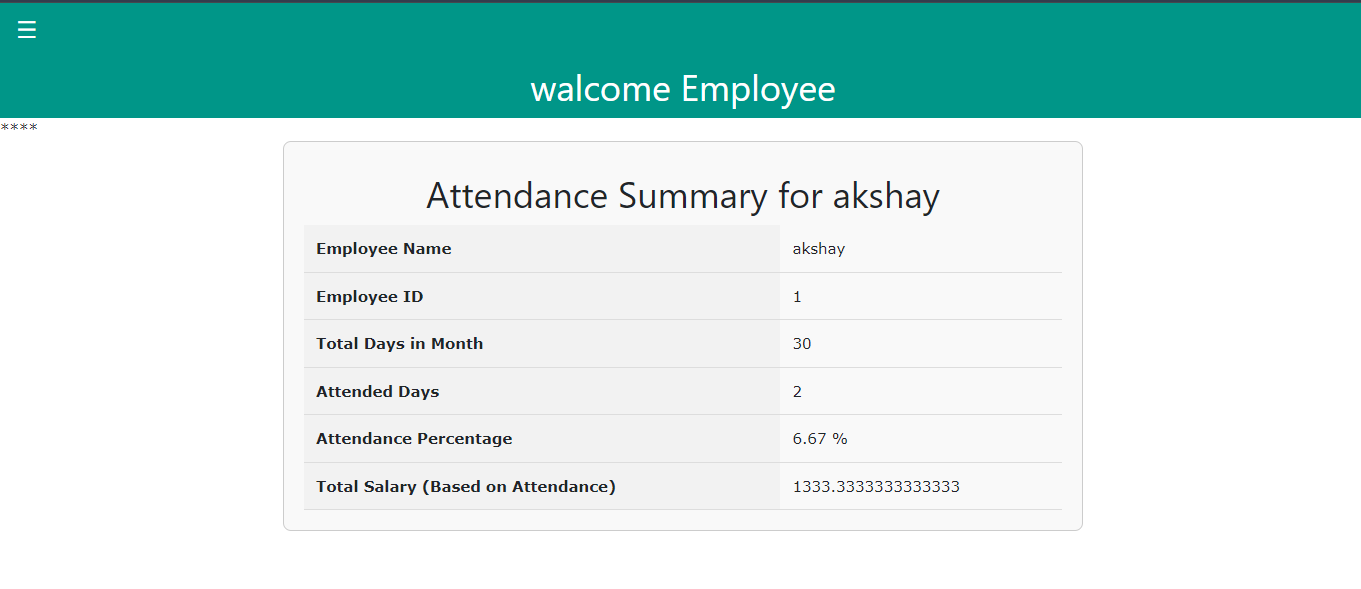 ☰
walcome Employee
****
Attendance Summary for akshay
Employee Name akshay
Employee ID 1
Total Days in Month 30
Attended Days 2
Attendance Percentage 6.67 %
Total Salary (Based on Attendance) 1333.3333333333333